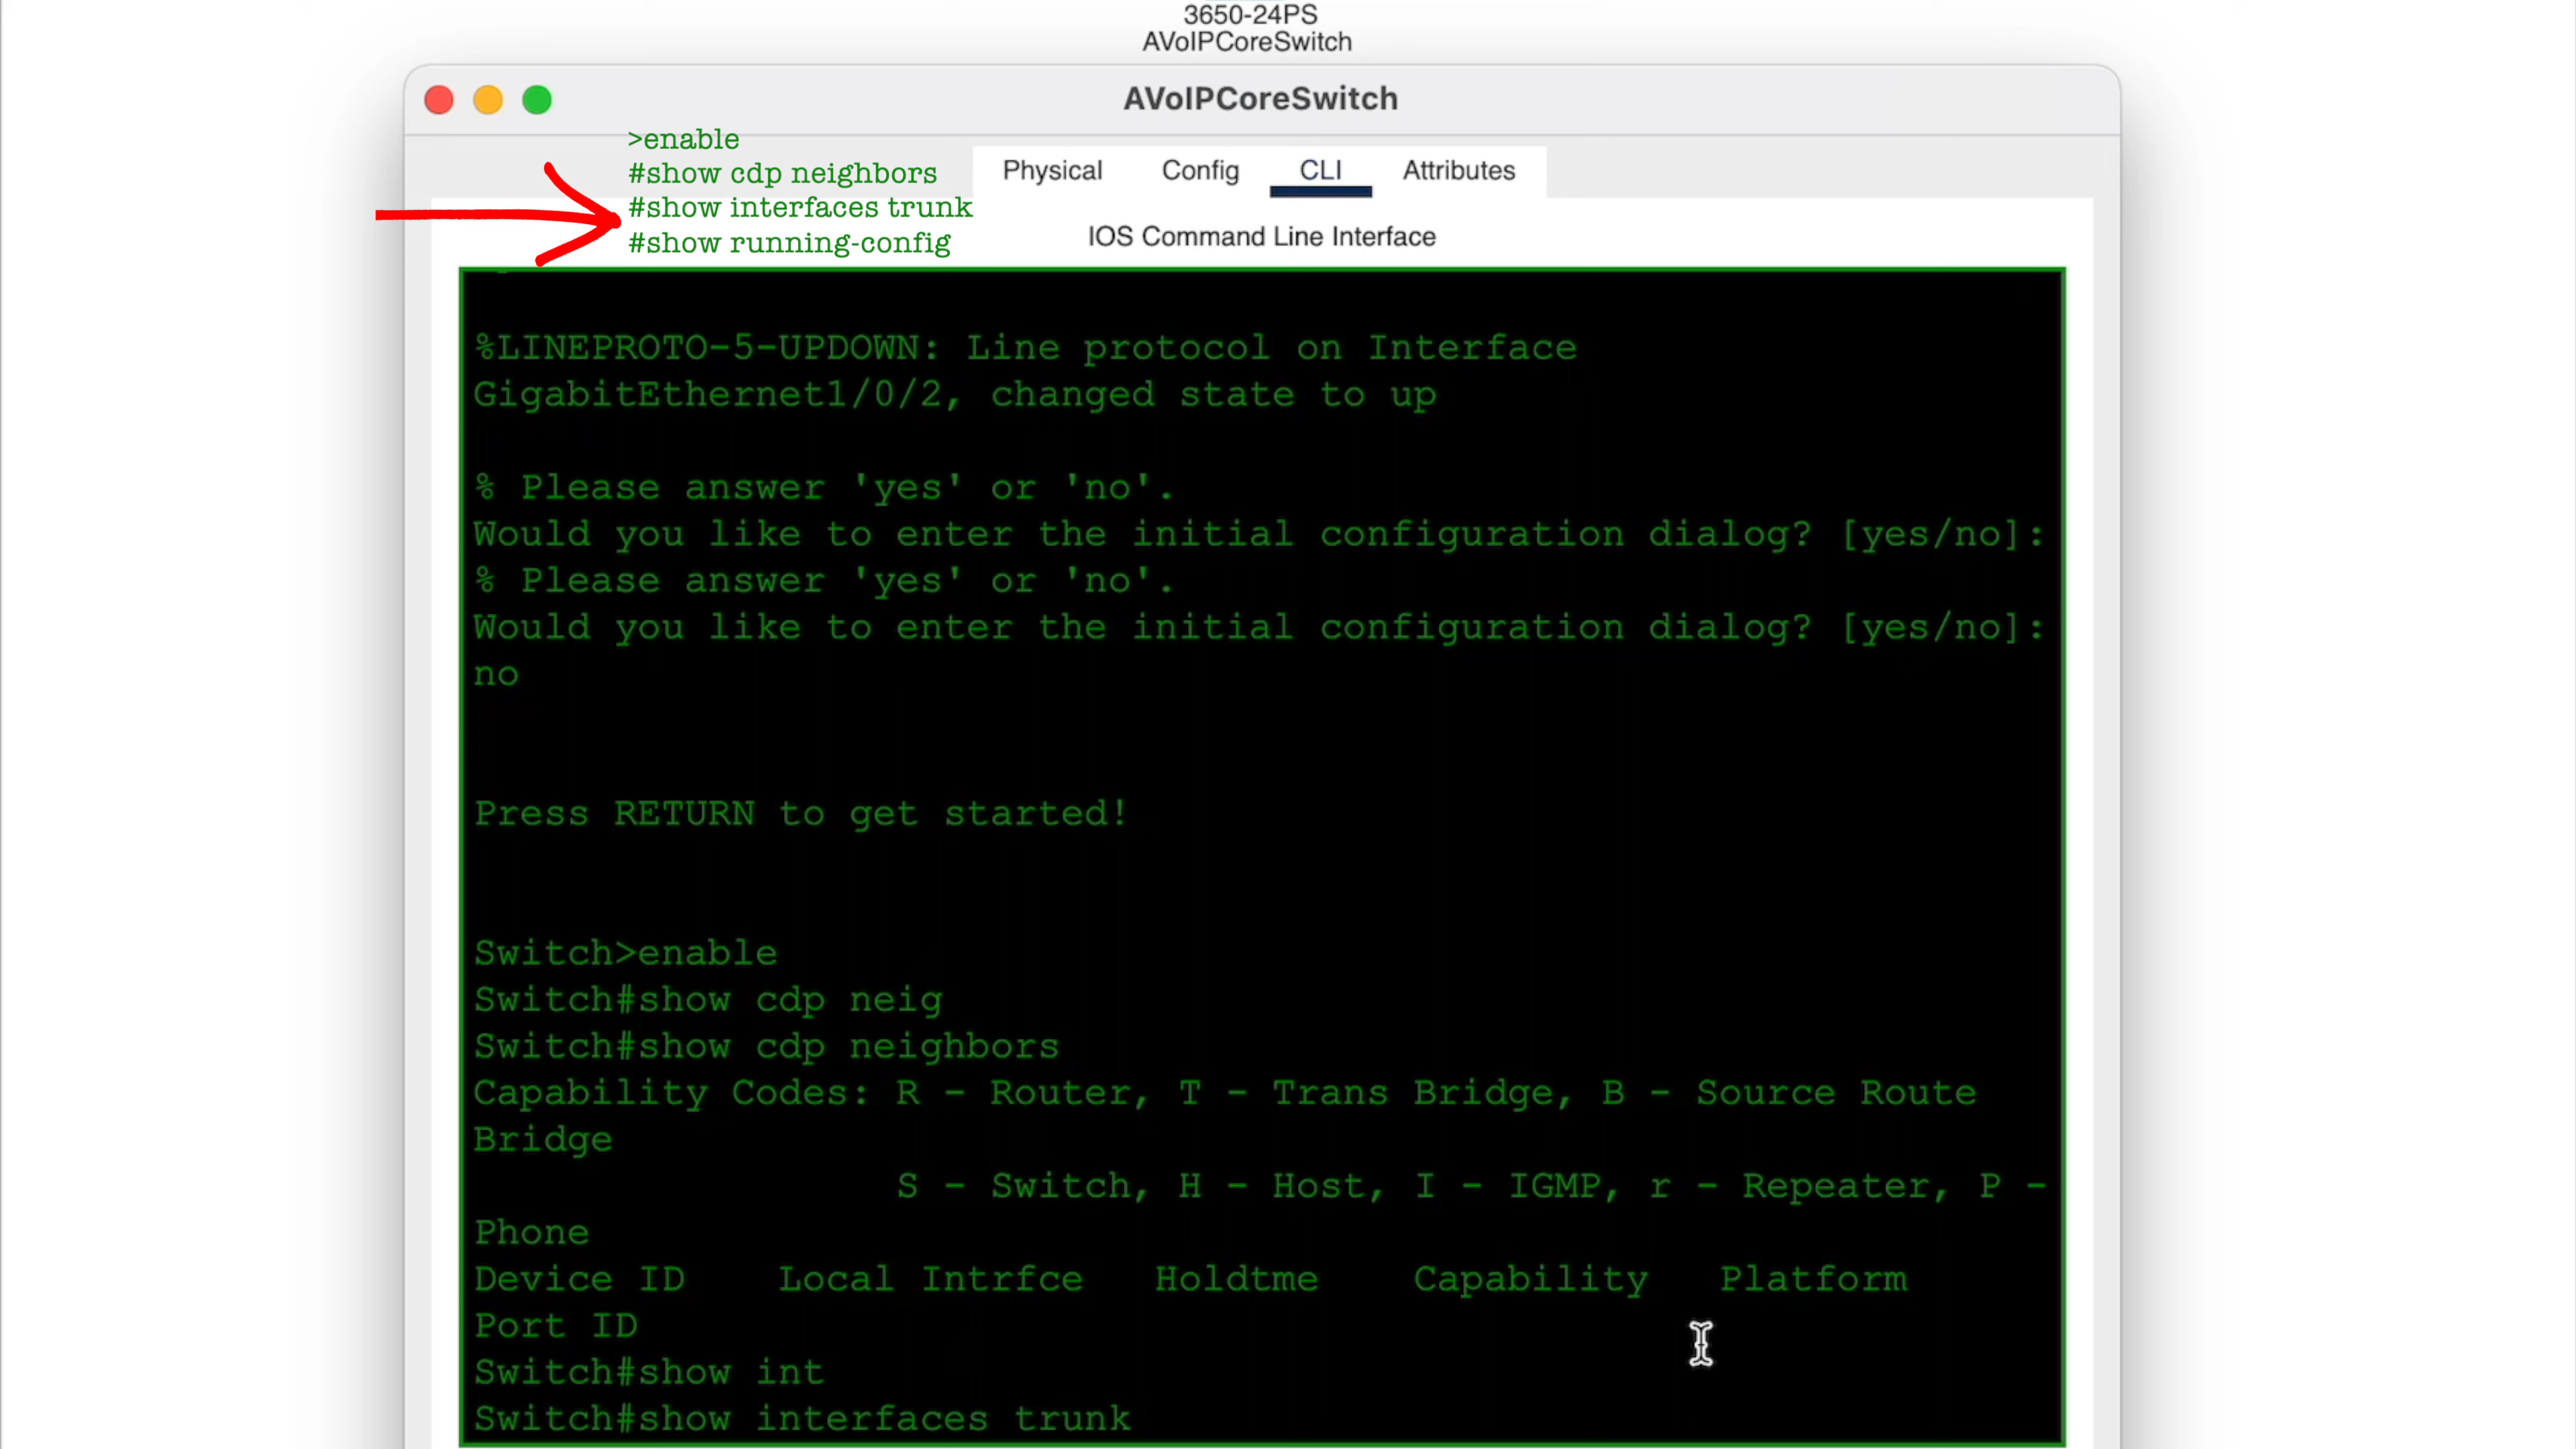 3650-24PS
AVoIPCoreSwitch
AVoIPCoreSwitch
>enable
#show cdp neighbors
#show interfaces trunk
#show running-config
Physical Config CLI Attributes
IOS Command Line Interface
%LINEPROTO-5-UPDOWN: Line protocol on Interface
GigabitEthernet1/0/2, changed state to up
% Please answer 'yes' or 'no'.
Would you like to enter the initial configuration dialog? [yes/no]:
% Please answer 'yes' or 'no'.
Would you like to enter the initial configuration dialog? [yes/no]:
no
Press RETURN to get started!
Switch>enable
Switch#show cdp neig
Switch#show cdp neighbors
Capability Codes: R - Router, T - Trans Bridge, B - Source Route
Bridge
S - Switch, H - Host, I - IGMP, r - Repeater, P -
Phone
Device ID Local Intrfce Holdtme Capability Platform
Port ID
Switch#show int
Switch#show interfaces trunk